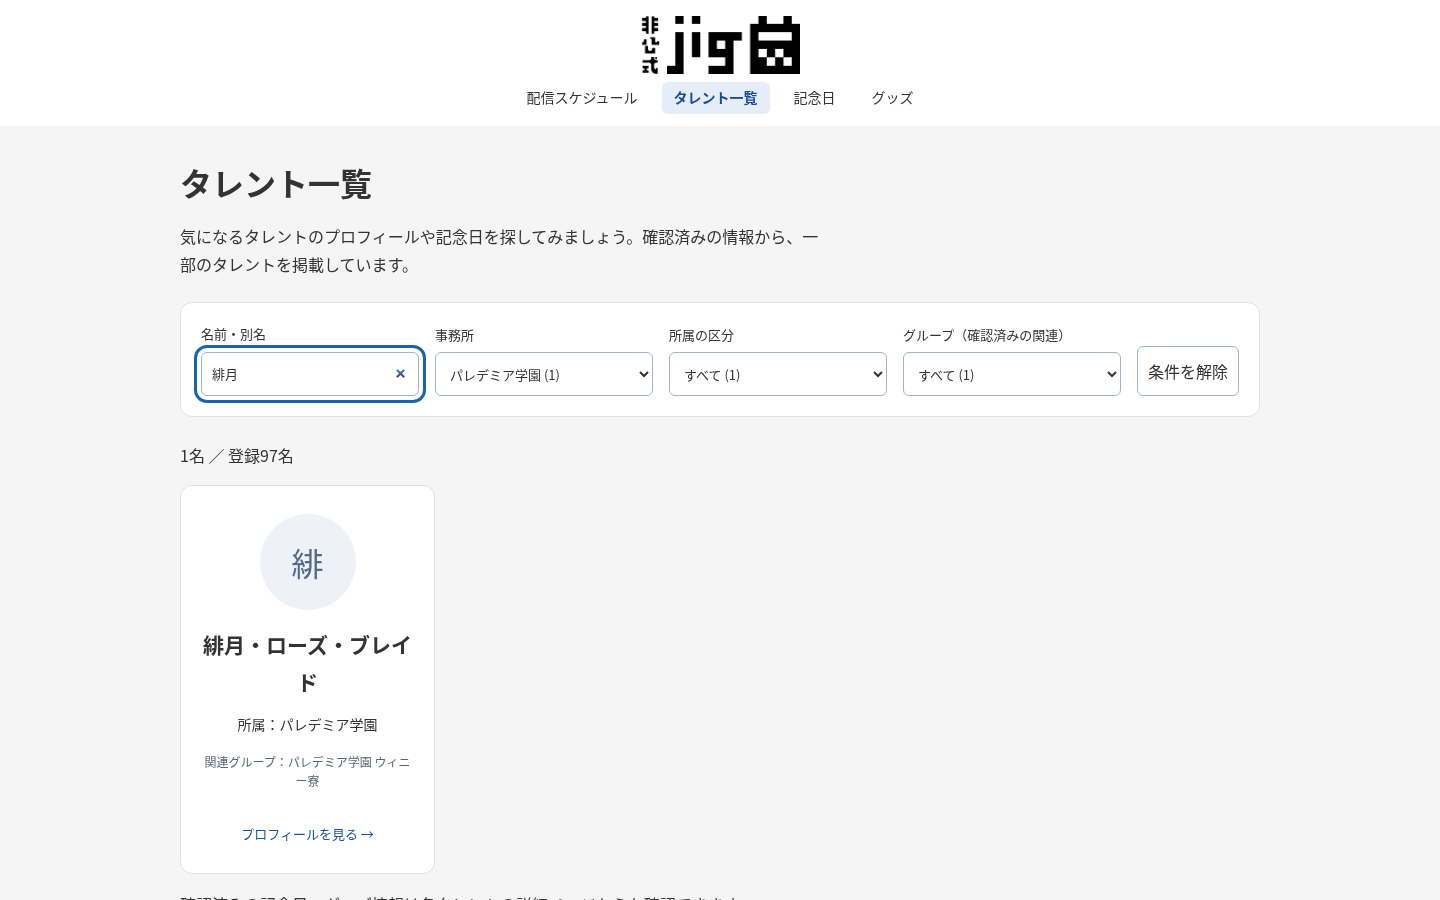 非公式 jig
配信スケジュール タレント一覧 記念日 グッズ
タレント一覧
気になるタレントのプロフィールや記念日を探してみましょう。確認済みの情報から、一
部のタレントを掲載しています。
名前・別名 事務所 所属の区分 グループ（確認済みの関連）
緋月 × パレデミア学園 (1) すべて (1) すべて (1) 条件を解除
1名 ／ 登録97名
緋
緋月・ローズ・ブレイ
ド
所属：パレデミア学園
関連グループ：パレデミア学園 ウィニ
ー寮
プロフィールを見る →